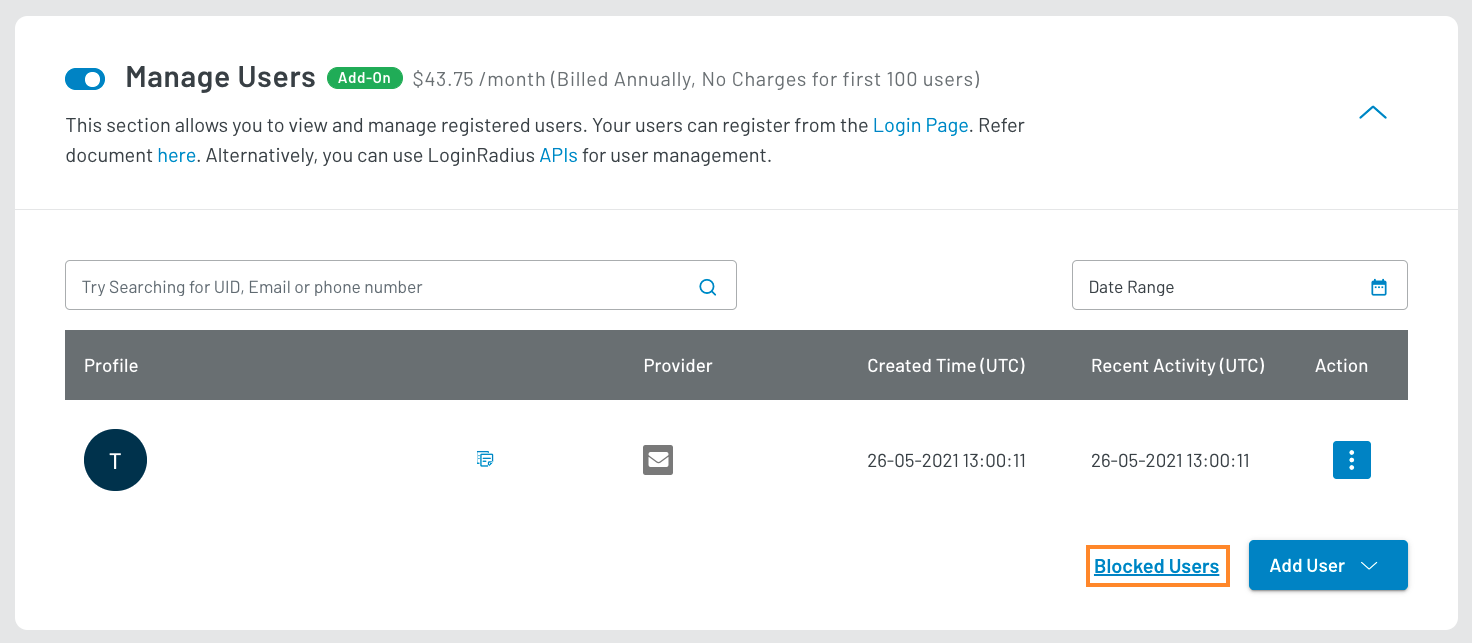 Manage Users Add-On $43.75 /month (Billed Annually, No Charges for first 100 users)
This section allows you to view and manage registered users. Your users can register from the Login Page. Refer
document here. Alternatively, you can use LoginRadius APIs for user management.
Try Searching for UID, Email or phone number Date Range
Profile Provider Created Time (UTC) Recent Activity (UTC) Action
T 26-05-2021 13:00:11 26-05-2021 13:00:11
Blocked Users Add User